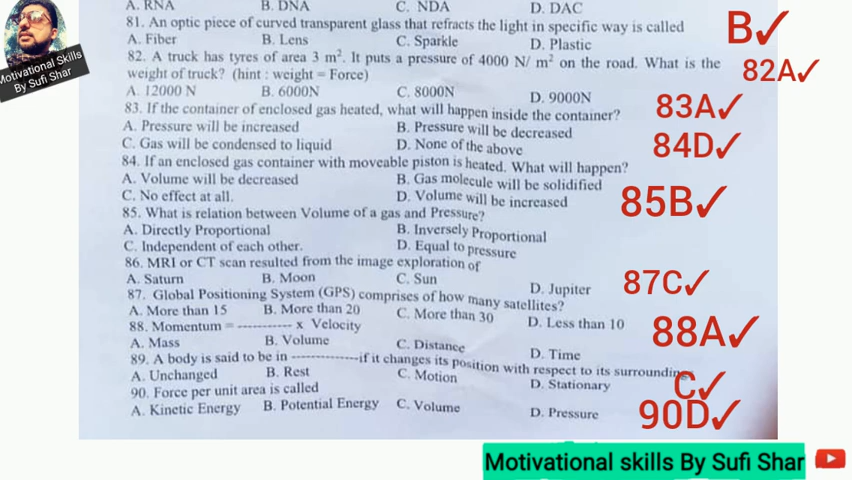 A. RNA B. DNA C. NDA D. DAC
81. An optic piece of curved transparent glass that refracts the light in specific way is called
A. Fiber B. Lens C. Sparkle D. Plastic
82. A truck has tyres of area 3 m². It puts a pressure of 4000 N/ m² on the road. What is the
weight of truck? (hint : weight = Force)
A. 12000 N B. 6000N C. 8000N D. 9000N
83. If the container of enclosed gas heated, what will happen inside the container?
A. Pressure will be increased B. Pressure will be decreased
C. Gas will be condensed to liquid D. None of the above
84. If an enclosed gas container with moveable piston is heated. What will happen?
A. Volume will be decreased B. Gas molecule will be solidified
C. No effect at all. D. Volume will be increased
85. What is relation between Volume of a gas and Pressure?
A. Directly Proportional B. Inversely Proportional
C. Independent of each other. D. Equal to pressure
86. MRI or CT scan resulted from the image exploration of
A. Saturn B. Moon C. Sun D. Jupiter
87. Global Positioning System (GPS) comprises of how many satellites?
A. More than 15 B. More than 20 C. More than 30 D. Less than 10
88. Momentum = ----------- x Velocity
A. Mass B. Volume C. Distance D. Time
89. A body is said to be in --------------if it changes its position with respect to its surrounding
A. Unchanged B. Rest C. Motion D. Stationary
90. Force per unit area is called
A. Kinetic Energy B. Potential Energy C. Volume D. Pressure
B✓
82A✓
83A✓
84D✓
85B✓
87C✓
88A✓
C✓
90D✓
Motivational Skills
By Sufi Shar
Motivational skills By Sufi Shar